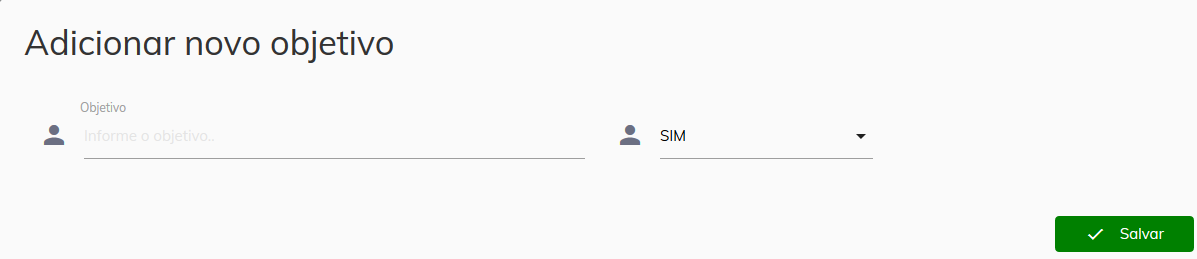 Adicionar novo objetivo
Objetivo
Informe o objetivo..
SIM
Salvar